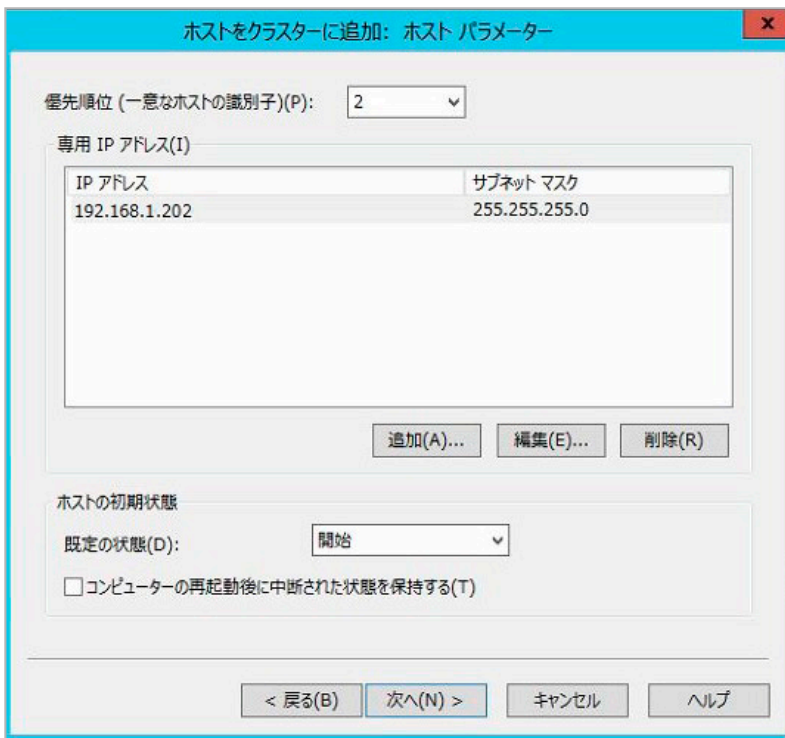 ホストをクラスターに追加: ホスト パラメーター
x
優先順位 (一意なホストの識別子)(P): 2
専用 IP アドレス(I)
IP アドレス サブネット マスク
192.168.1.202 255.255.255.0
追加(A)... 編集(E)... 削除(R)
ホストの初期状態
既定の状態(D): 開始
コンピューターの再起動後に中断された状態を保持する(T)
< 戻る(B) 次へ(N) > キャンセル ヘルプ